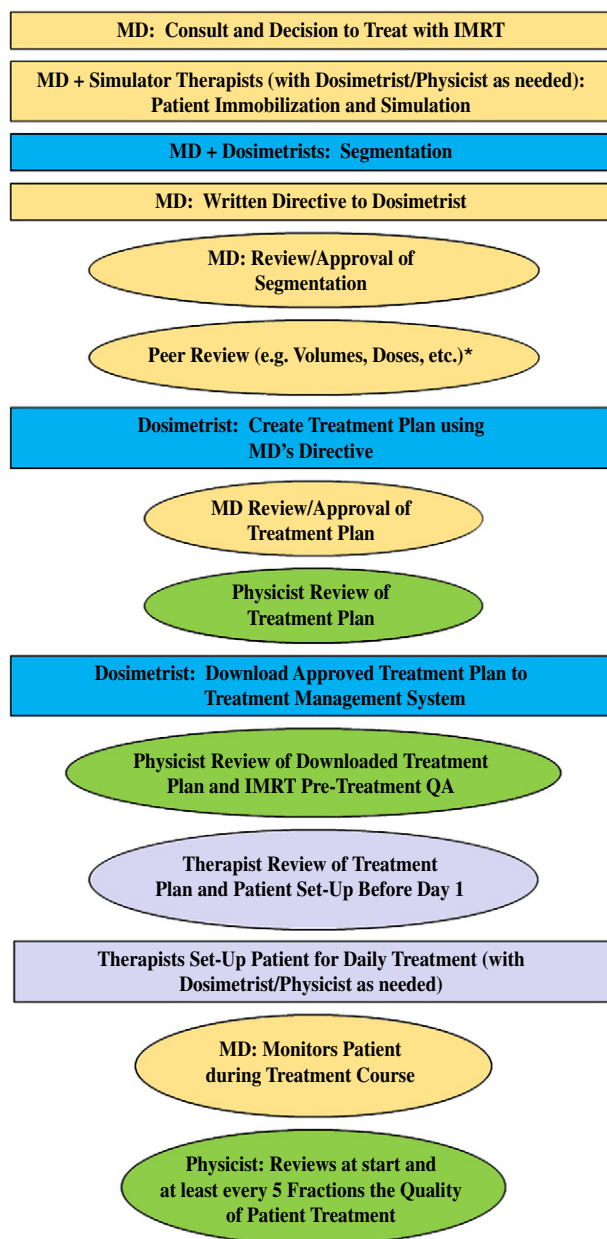 MD: Consult and Decision to Treat with IMRT
MD + Simulator Therapists (with Dosimetrist/Physicist as needed):
Patient Immobilization and Simulation
MD + Dosimetrists: Segmentation
MD: Written Directive to Dosimetrist
MD: Review/Approval of
Segmentation
Peer Review (e.g. Volumes, Doses, etc.)*
Dosimetrist: Create Treatment Plan using
MD's Directive
MD Review/Approval of
Treatment Plan
Physicist Review of
Treatment Plan
Dosimetrist: Download Approved Treatment Plan to
Treatment Management System
Physicist Review of Downloaded Treatment
Plan and IMRT Pre-Treatment QA
Therapist Review of Treatment
Plan and Patient Set-Up Before Day 1
Therapists Set-Up Patient for Daily Treatment (with
Dosimetrist/Physicist as needed)
MD: Monitors Patient
during Treatment Course
Physicist: Reviews at start and
at least every 5 Fractions the Quality
of Patient Treatment